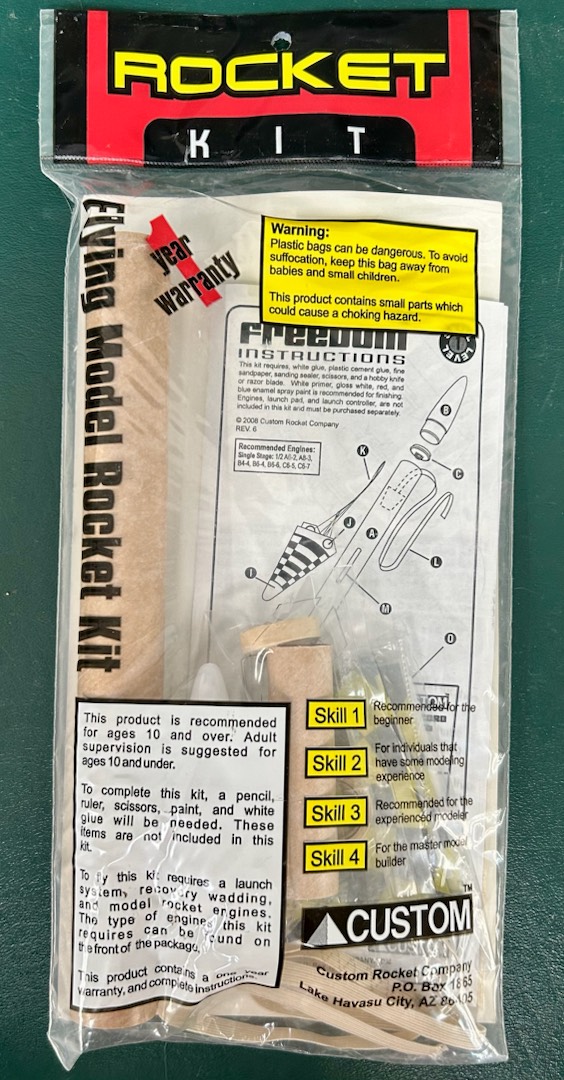 ROCKET
KIT
Flying Model Rocket Kit
1 year
warranty
Warning:
Plastic bags can be dangerous. To avoid
suffocation, keep this bag away from
babies and small children.
This product contains small parts which
could cause a choking hazard.
freedom
INSTRUCTIONS
LEVEL
1
This kit requires, white glue, plastic cement glue, fine
sandpaper, sanding sealer, scissors, and a hobby knife
or razor blade. White primer, gloss white, red, and
blue enamel spray paint is recommended for finishing.
Engines, launch pad, and launch controller, are not
included in this kit and must be purchased separately.
© 2008 Custom Rocket Company
REV. 6
Recommended Engines:
Single Stage: 1/2 A6-2, A8-3,
B4-4, B6-4, B6-6, C6-5, C6-7
B
C
K
J
A
I
L
M
O
This product is recommended
for ages 10 and over. Adult
supervision is suggested for
ages 10 and under.
To complete this kit, a pencil,
ruler, scissors, paint, and white
glue will be needed. These
items are not included in this
kit.
To fly this kit requires a launch
system, recovery wadding,
and model rocket engines.
The type of engine this kit
requires can be found on
the front of the package.
This product contains a one year
warranty, and complete instructions.
Skill 1
Recommended for the
beginner
Skill 2
For individuals that
have some modeling
experience
Skill 3
Recommended for the
experienced modeler
Skill 4
For the master model
builder
CUSTOM™
Custom Rocket Company
P.O. Box 1865
Lake Havasu City, AZ 86405